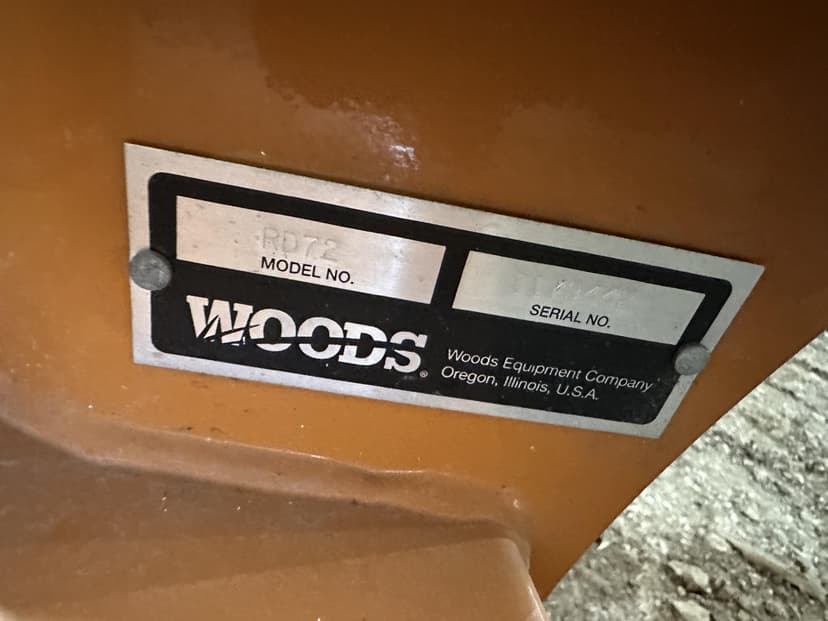 RD72
MODEL NO.
SERIAL NO.
WOODS®
Woods Equipment Company
Oregon, Illinois, U.S.A.